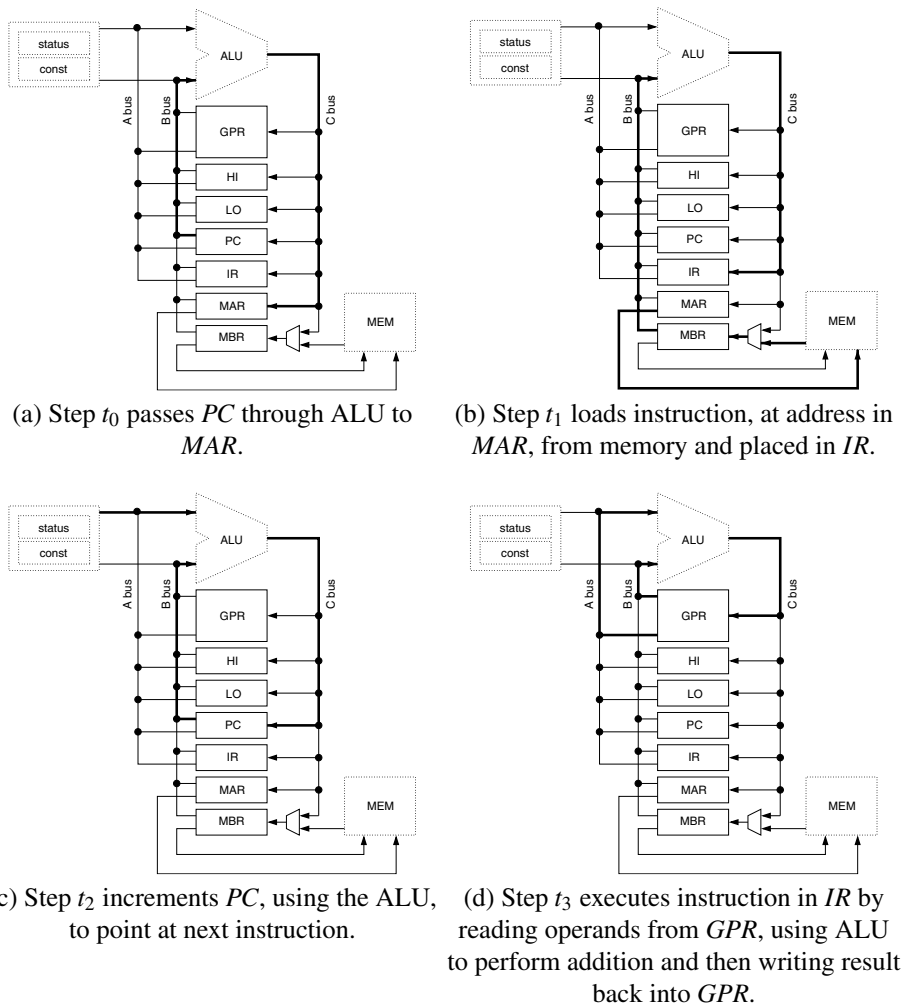 status
const
ALU
A bus
B bus
C bus
GPR
HI
LO
PC
IR
MAR
MBR
MEM
(a) Step t0 passes PC through ALU to
MAR.
status
const
ALU
A bus
B bus
C bus
GPR
HI
LO
PC
IR
MAR
MBR
MEM
(b) Step t1 loads instruction, at address in
MAR, from memory and placed in IR.
status
const
ALU
A bus
B bus
C bus
GPR
HI
LO
PC
IR
MAR
MBR
MEM
c) Step t2 increments PC, using the ALU,
to point at next instruction.
status
const
ALU
A bus
B bus
C bus
GPR
HI
LO
PC
IR
MAR
MBR
MEM
(d) Step t3 executes instruction in IR by
reading operands from GPR, using ALU
to perform addition and then writing result
back into GPR.